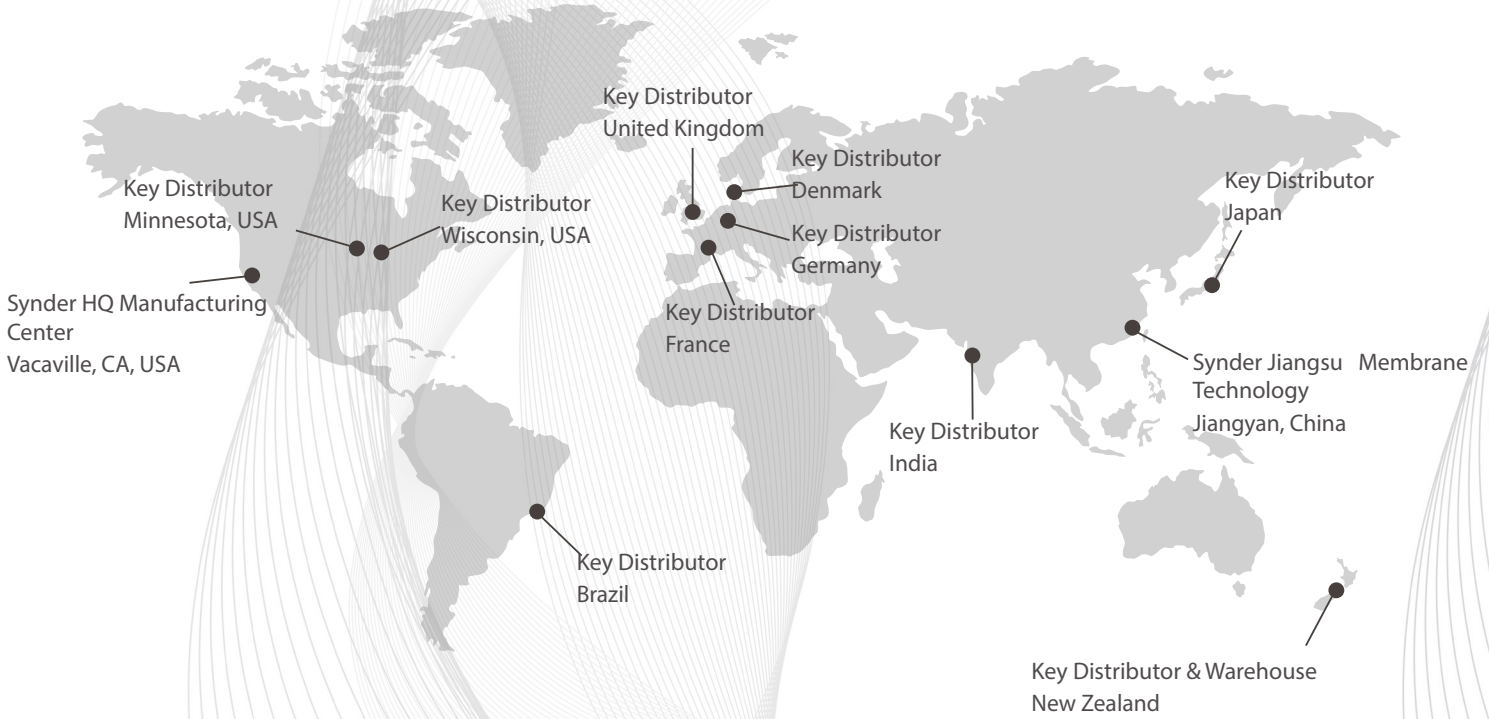 Key Distributor
United Kingdom
Key Distributor
Denmark
Key Distributor
Japan
Key Distributor
Minnesota, USA
Key Distributor
Wisconsin, USA
Key Distributor
Germany
Synder HQ Manufacturing
Center
Vacaville, CA, USA
Key Distributor
France
Synder Jiangsu Membrane
Technology
Jiangyan, China
Key Distributor
India
Key Distributor
Brazil
Key Distributor & Warehouse
New Zealand